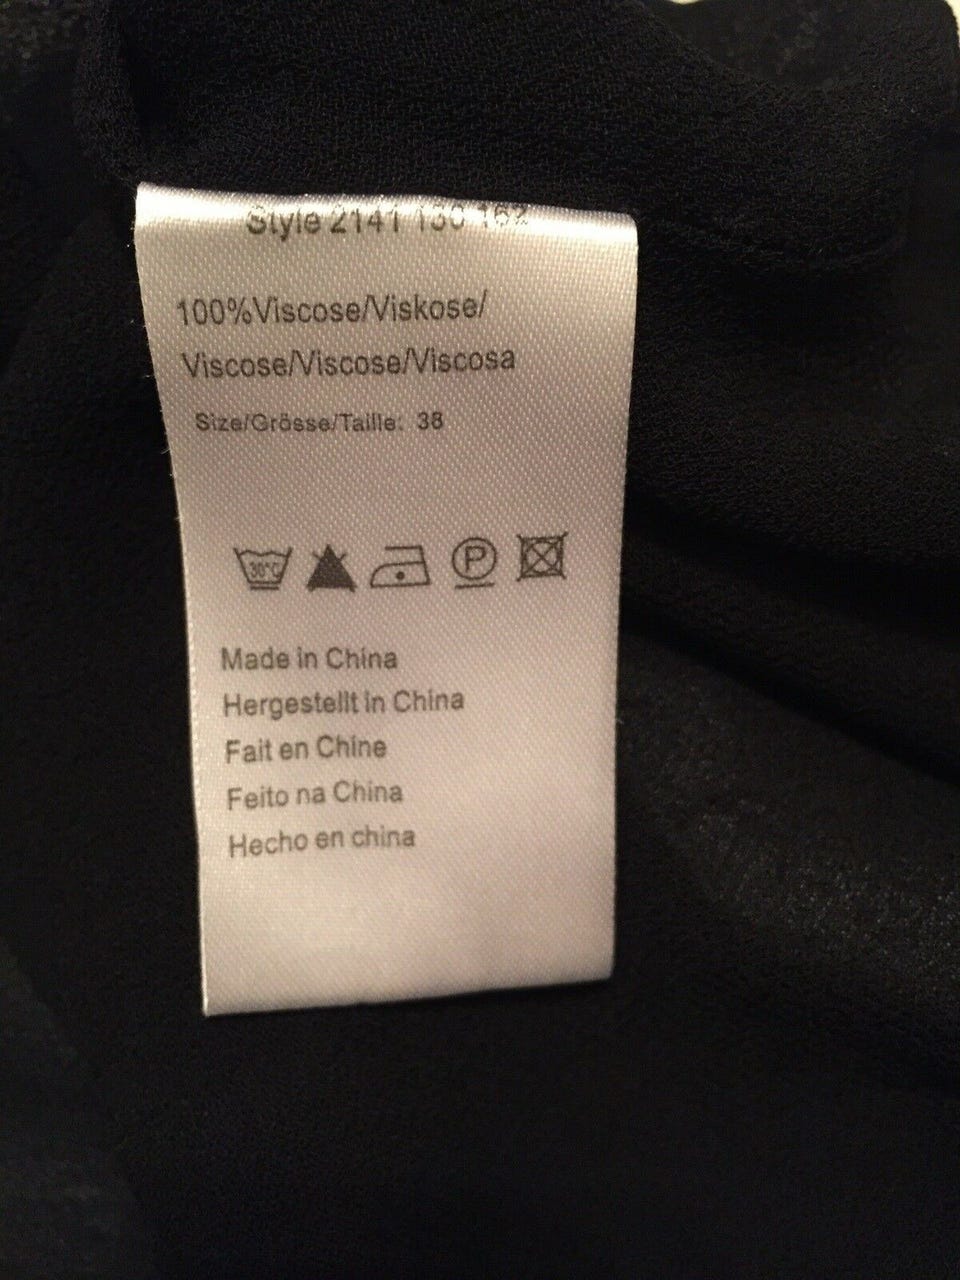 Style 2141 130 162
100%Viscose/Viskose/
Viscose/Viscose/Viscosa
Size/Grösse/Taille: 38
30°C
P
Made in China
Hergestellt in China
Fait en Chine
Feito na China
Hecho en china